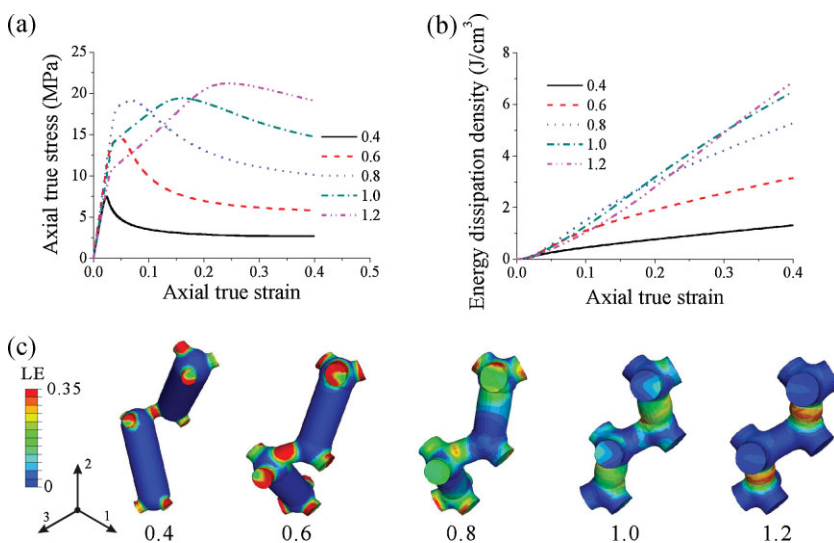 (a)
Axial true stress (MPa)
25
20
15
10
5
0
0.0 0.1 0.2 0.3 0.4 0.5
Axial true strain
0.4
0.6
0.8
1.0
1.2
(b)
Energy dissipation density (J/cm³)
8
6
4
2
0
0.0 0.1 0.2 0.3 0.4
Axial true strain
0.4
0.6
0.8
1.0
1.2
(c)
LE
0.35
0
2
3 1
0.4 0.6 0.8 1.0 1.2